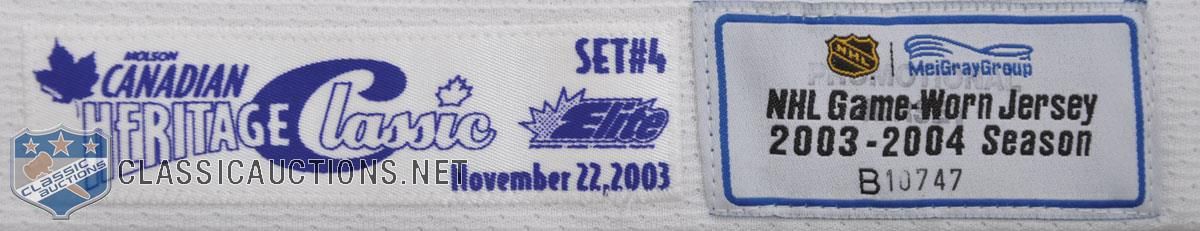 MOLSON
CANADIAN
HERITAGE Classic
SET#4
Elite
November 22, 2003
CLASSIC
AUCTIONS
CLASSICAUCTIONS.NET
NHL
MeiGrayGroup
PROMOTIONAL
NHL Game-Worn Jersey
2003-2004 Season
B10747